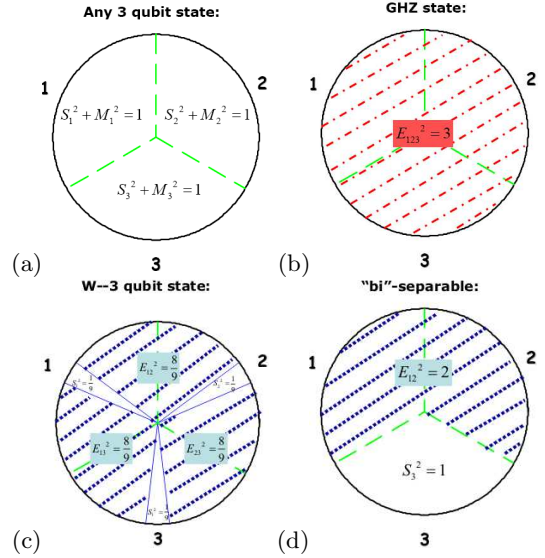 Any 3 qubit state:
1
2
S₁² + M₁² = 1
S₂² + M₂² = 1
S₃² + M₃² = 1
(a)
3
GHZ state:
1
2
E₁₂₃² = 3
(b)
3
W--3 qubit state:
1
2
E₁₂² = 8/9
E₁₃² = 8/9
E₂₃² = 8/9
(c)
3
"bi"-separable:
1
2
E₁₂² = 2
S₃² = 1
(d)
3